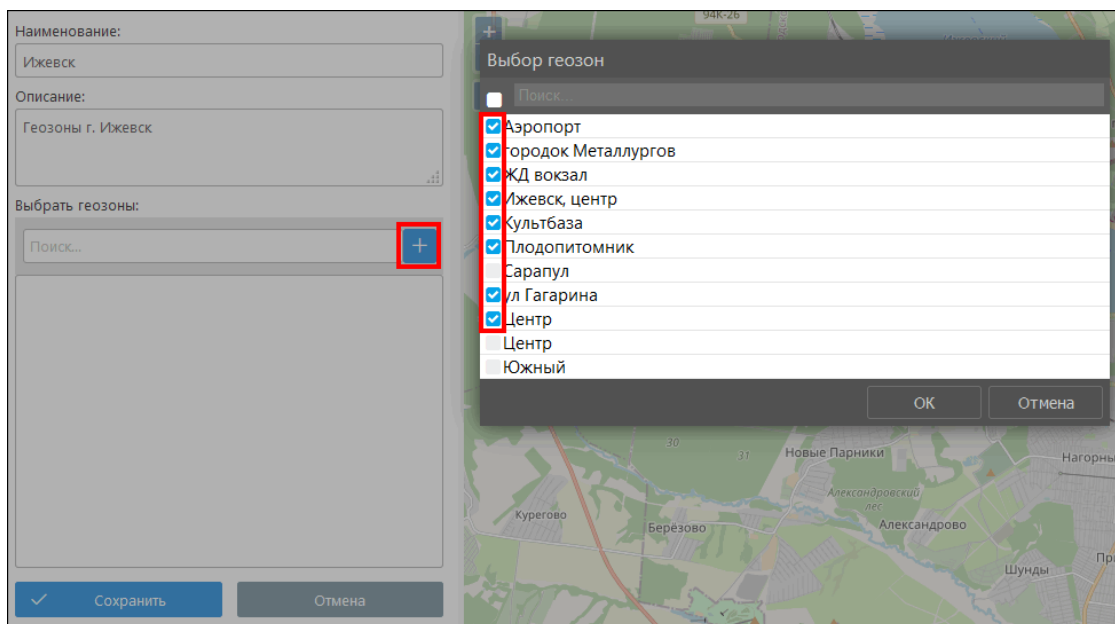 Наименование:
Ижевск
Описание:
Геозоны г. Ижевск
Выбрать геозоны:
Поиск...
+
Сохранить
Отмена
94К-26
+
Выбор геозон
Поиск...
Аэропорт
городок Металлургов
ЖД вокзал
Ижевск, центр
Культбаза
Плодопитомник
Сарапул
ул Гагарина
Центр
Центр
Южный
ОК
Отмена
30
31
Новые Парники
Нагорны
Александровский
лес
Курегово
Берёзово
Александрово
Шунды
Пр